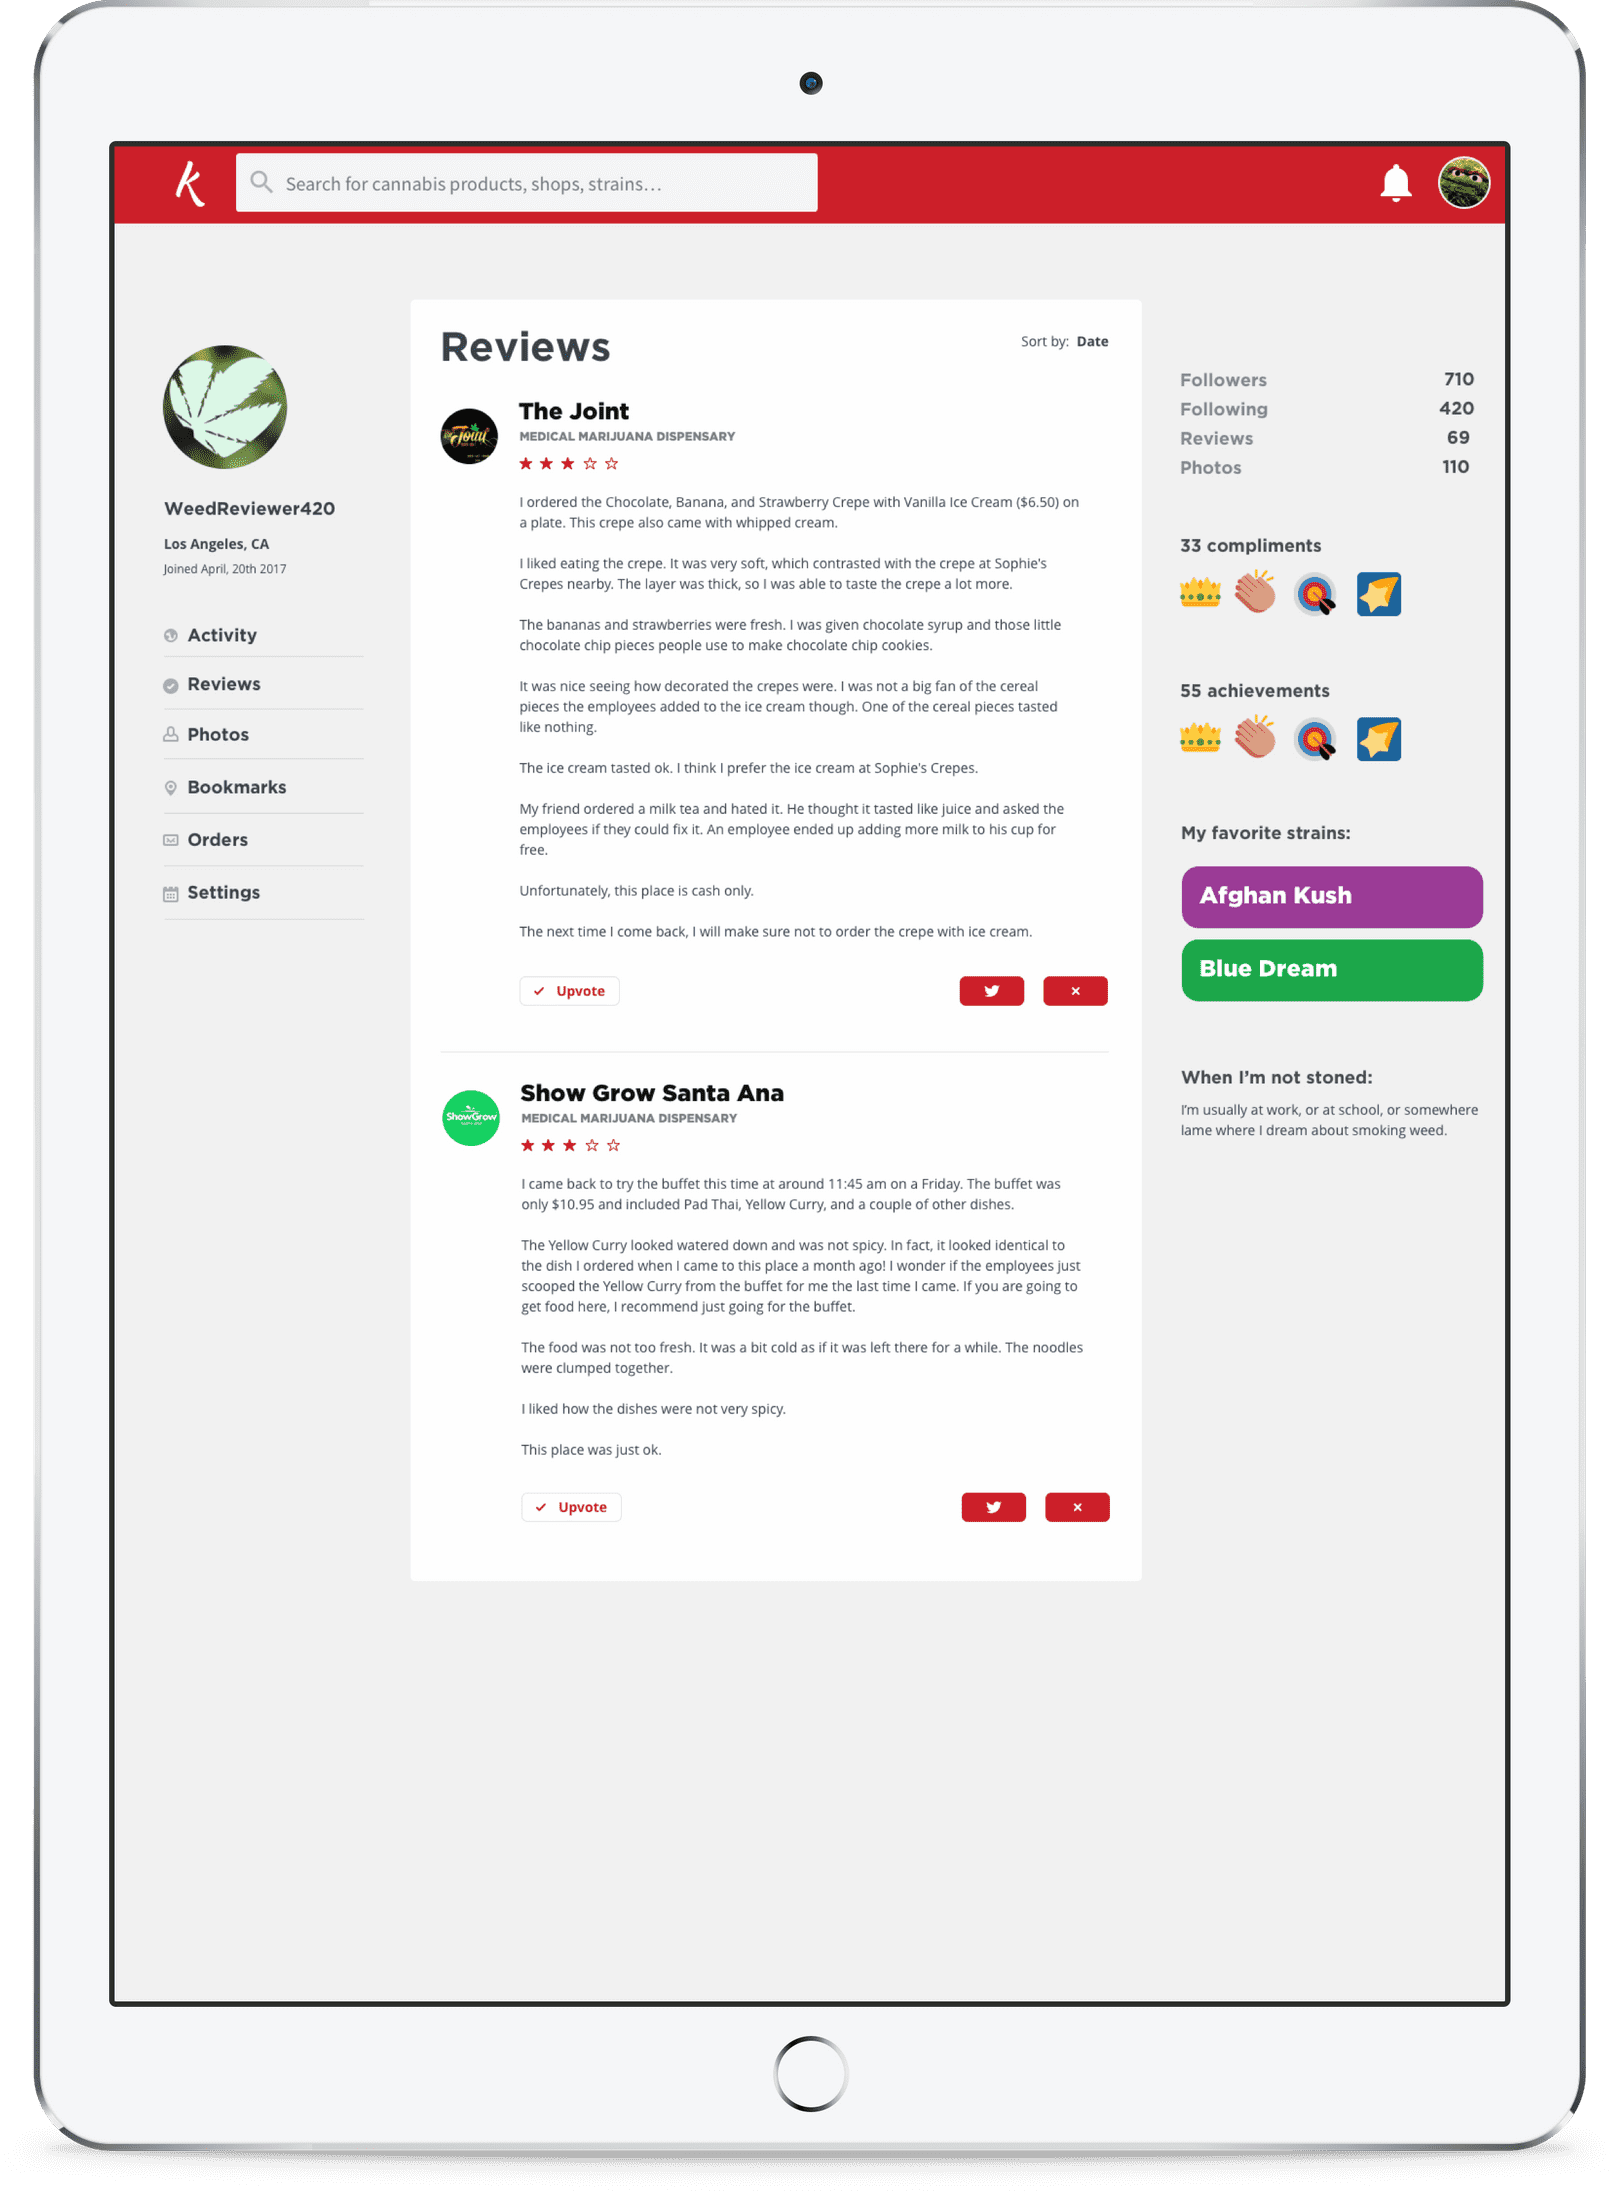 k
Search for cannabis products, shops, strains…
WeedReviewer420
Los Angeles, CA
Joined April, 20th 2017
Activity
Reviews
Photos
Bookmarks
Orders
Settings
Reviews
Sort by: Date
The Joint
MEDICAL MARIJUANA DISPENSARY
I ordered the Chocolate, Banana, and Strawberry Crepe with Vanilla Ice Cream ($6.50) on
a plate. This crepe also came with whipped cream.
I liked eating the crepe. It was very soft, which contrasted with the crepe at Sophie's
Crepes nearby. The layer was thick, so I was able to taste the crepe a lot more.
The bananas and strawberries were fresh. I was given chocolate syrup and those little
chocolate chip pieces people use to make chocolate chip cookies.
It was nice seeing how decorated the crepes were. I was not a big fan of the cereal
pieces the employees added to the ice cream though. One of the cereal pieces tasted
like nothing.
The ice cream tasted ok. I think I prefer the ice cream at Sophie's Crepes.
My friend ordered a milk tea and hated it. He thought it tasted like juice and asked the
employees if they could fix it. An employee ended up adding more milk to his cup for
free.
Unfortunately, this place is cash only.
The next time I come back, I will make sure not to order the crepe with ice cream.
Upvote
ShowGrow
Show Grow Santa Ana
MEDICAL MARIJUANA DISPENSARY
I came back to try the buffet this time at around 11:45 am on a Friday. The buffet was
only $10.95 and included Pad Thai, Yellow Curry, and a couple of other dishes.
The Yellow Curry looked watered down and was not spicy. In fact, it looked identical to
the dish I ordered when I came to this place a month ago! I wonder if the employees just
scooped the Yellow Curry from the buffet for me the last time I came. If you are going to
get food here, I recommend just going for the buffet.
The food was not too fresh. It was a bit cold as if it was left there for a while. The noodles
were clumped together.
I liked how the dishes were not very spicy.
This place was just ok.
Upvote
Followers 710
Following 420
Reviews 69
Photos 110
33 compliments
55 achievements
My favorite strains:
Afghan Kush
Blue Dream
When I’m not stoned:
I’m usually at work, or at school, or somewhere
lame where I dream about smoking weed.